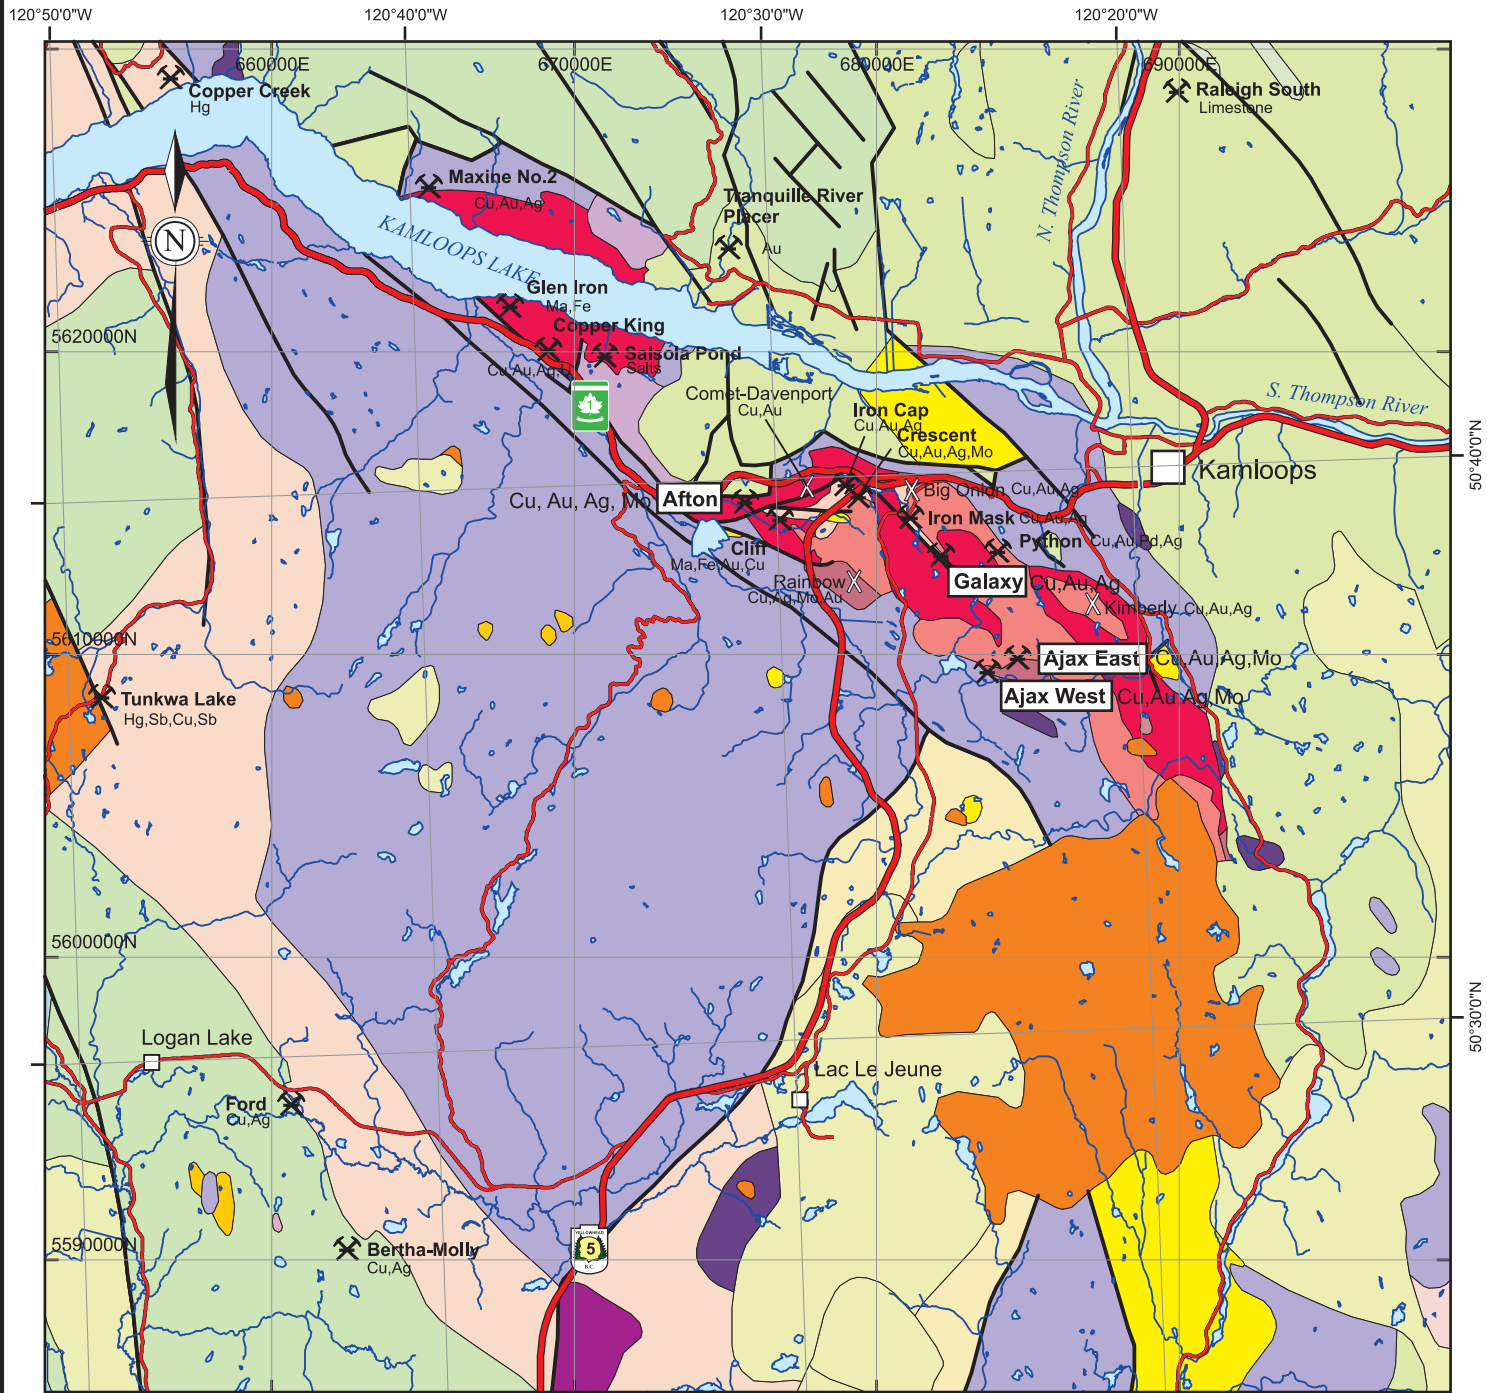 120°50'0"W
120°40'0"W
120°30'0"W
120°20'0"W
660000E
670000E
680000E
690000E
Copper Creek
Hg
Raleigh South
Limestone
N. Thompson River
Maxine No.2
Cu,Au,Ag
Tranquille River
Placer
Au
N
KAMLOOPS LAKE
Glen Iron
Ma,Fe
Copper King
Cu,Au,Ag,U
Salsola Pond
Salts
5620000N
1
Comet-Davenport
Cu,Au
Iron Cap
Cu,Au,Ag
Crescent
Cu,Au,Ag,Mo
S. Thompson River
Kamloops
50°40'0"N
Cu, Au, Ag, Mo
Afton
Big Onion Cu,Au,Ag
Iron Mask Cu,Au,Ag
Python Cu,Au,Pd,Ag
Cliff
Ma,Fe,Au,Cu
Rainbow
Cu,Ag,Mo,Au
Galaxy Cu,Au,Ag
Kimberly Cu,Au,Ag
5610000N
Ajax East Cu,Au,Ag,Mo
Ajax West Cu,Au,Ag,Mo
Tunkwa Lake
Hg,Sb,Cu,Sb
5600000N
50°30'0"N
Logan Lake
Lac Le Jeune
Ford
Cu,Ag
5590000N
Bertha-Molly
Cu,Ag
YELLOWHEAD
5
B.C.